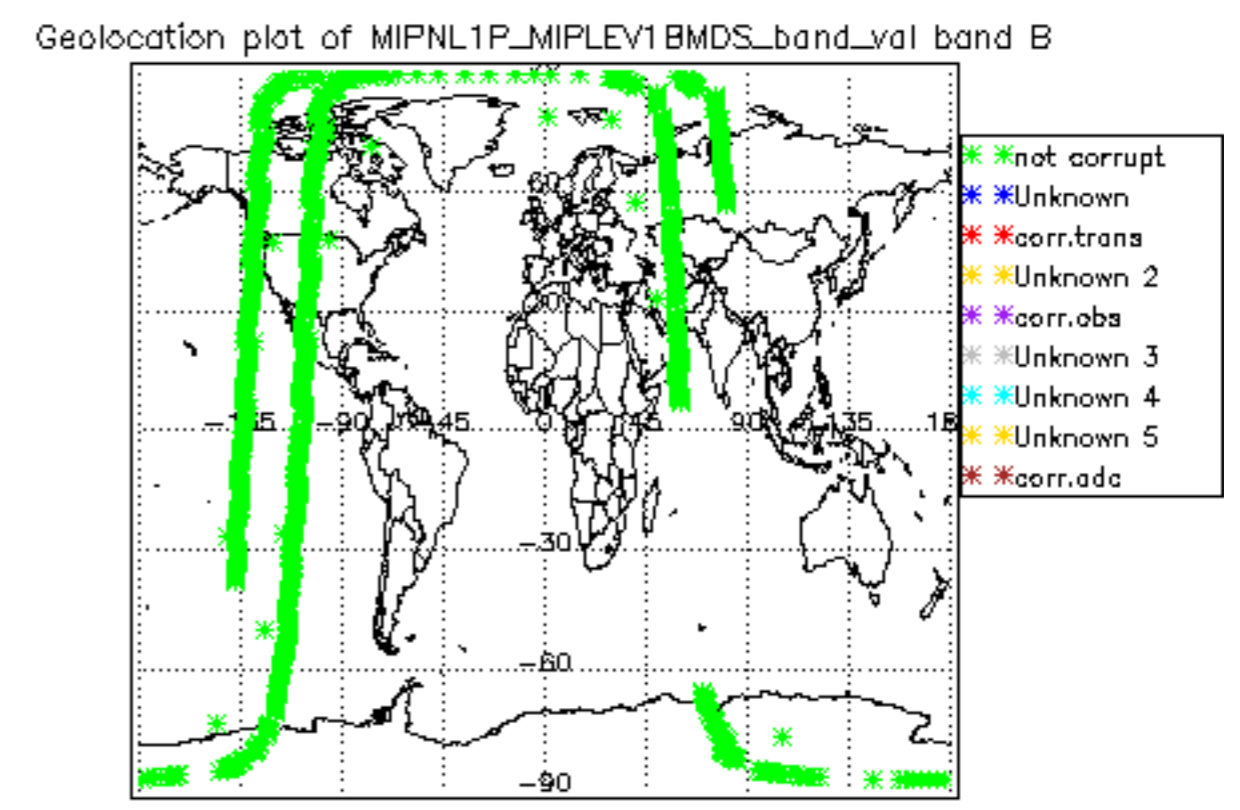 Geolocation plot of MIPNL1P_MIPLEV1BMDS_band_val band B
not corrupt
Unknown
corr.trans
Unknown 2
corr.obs
Unknown 3
Unknown 4
Unknown 5
corr.adc
60
-90 -45 0 45 90 135
-30
-60
-90